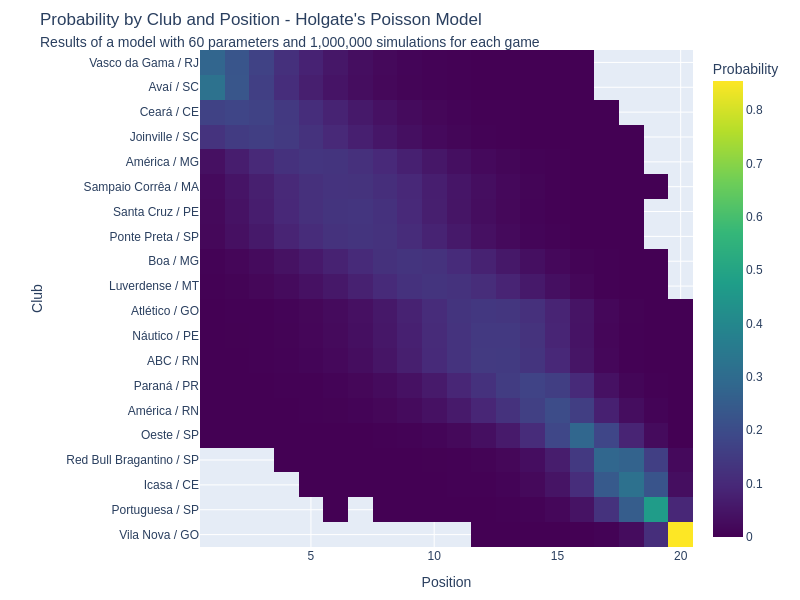 Probability by Club and Position - Holgate's Poisson Model
Results of a model with 60 parameters and 1,000,000 simulations for each game
Probability
Vasco da Gama / RJ
Avaí / SC
Ceará / CE
Joinville / SC
América / MG
Sampaio Corrêa / MA
Santa Cruz / PE
Ponte Preta / SP
Boa / MG
Luverdense / MT
Atlético / GO
Náutico / PE
ABC / RN
Paraná / PR
América / RN
Oeste / SP
Red Bull Bragantino / SP
Icasa / CE
Portuguesa / SP
Vila Nova / GO
Club
5
10
15
20
Position
0.8
0.7
0.6
0.5
0.4
0.3
0.2
0.1
0